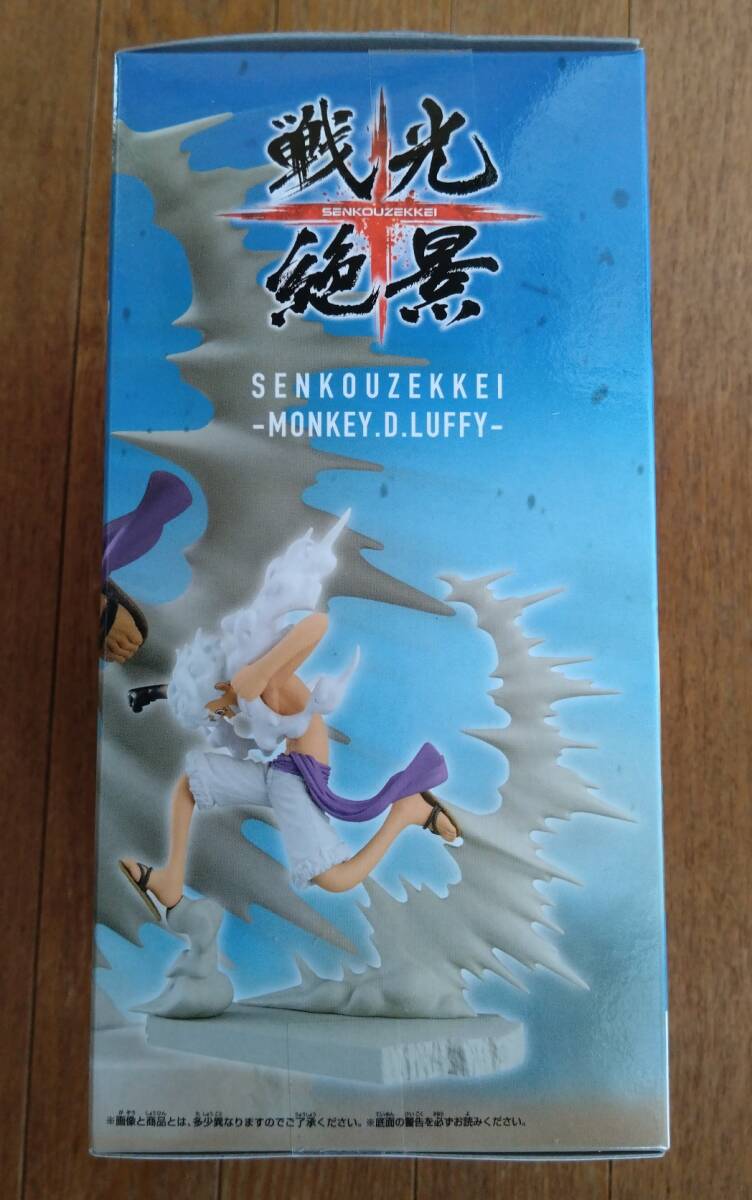 戦光
SENKOUZEKKEI
絶景
SENKOUZEKKEI
-MONKEY.D.LUFFY-
※画像と商品とは、多少異なりますのでご了承ください。※底面の警告を必ずお読みください。